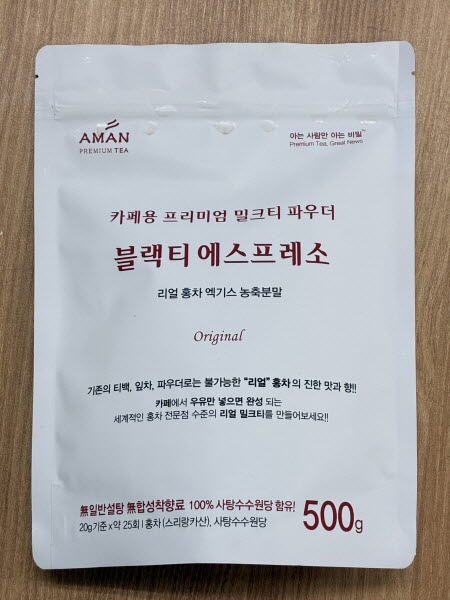 AMAN
PREMIUM TEA
아는 사람만 아는 비밀™
Premium Tea, Great News
카페용 프리미엄 밀크티 파우더
블랙티 에스프레소
리얼 홍차 엑기스 농축분말
Original
기존의 티백, 잎차, 파우더로는 불가능한 “리얼” 홍차의 진한 맛과 향!!
카페에서 우유만 넣으면 완성 되는
세계적인 홍차 전문점 수준의 리얼 밀크티를 만들어보세요!!
無일반설탕 無합성착향료 100% 사탕수수원당 함유!
20g기준 x 약 25회 | 홍차(스리랑카산), 사탕수수원당
500g